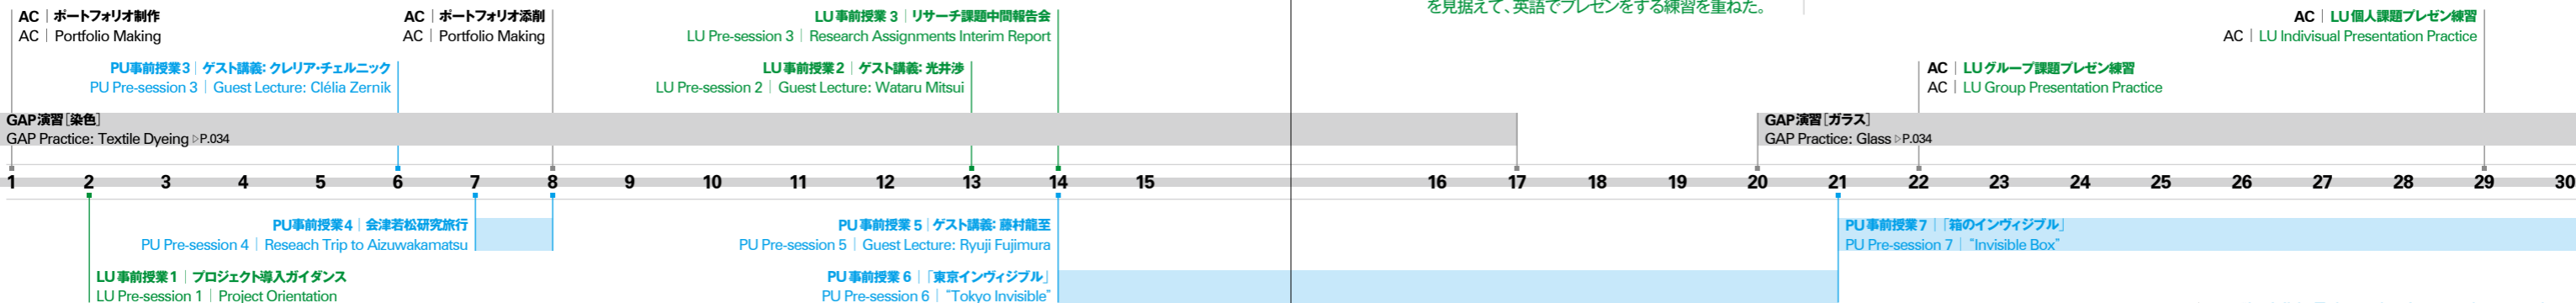 AC｜ポートフォリオ制作
AC｜Portfolio Making
AC｜ポートフォリオ添削
AC｜Portfolio Making
LU事前授業 3｜リサーチ課題中間報告会
LU Pre-session 3｜Research Assignments Interim Report
を見据えて、英語でプレゼンをする練習を重ねた。
AC｜LU個人課題プレゼン練習
AC｜LU Indivisual Presentation Practice
PU事前授業3｜ゲスト講義: クレリア・チェルニック
PU Pre-session 3｜Guest Lecture: Clélia Zernik
LU事前授業2｜ゲスト講義: 光井渉
LU Pre-session 2｜Guest Lecture: Wataru Mitsui
AC｜LUグループ課題プレゼン練習
AC｜LU Group Presentation Practice
GAP演習[染色]
GAP Practice: Textile Dyeing ▷P.034
GAP演習[ガラス]
GAP Practice: Glass ▷P.034
1 2 3 4 5 6 7 8 9 10 11 12 13 14 15 16 17 18 19 20 21 22 23 24 25 26 27 28 29 30
PU事前授業4｜会津若松研究旅行
PU Pre-session 4｜Reseach Trip to Aizuwakamatsu
PU事前授業 5｜ゲスト講義: 藤村龍至
PU Pre-session 5｜Guest Lecture: Ryuji Fujimura
PU事前授業7｜「箱のインヴィジブル」
PU Pre-session 7｜"Invisible Box"
LU事前授業1｜プロジェクト導入ガイダンス
LU Pre-session 1｜Project Orientation
PU事前授業 6｜「東京インヴィジブル」
PU Pre-session 6｜"Tokyo Invisible"